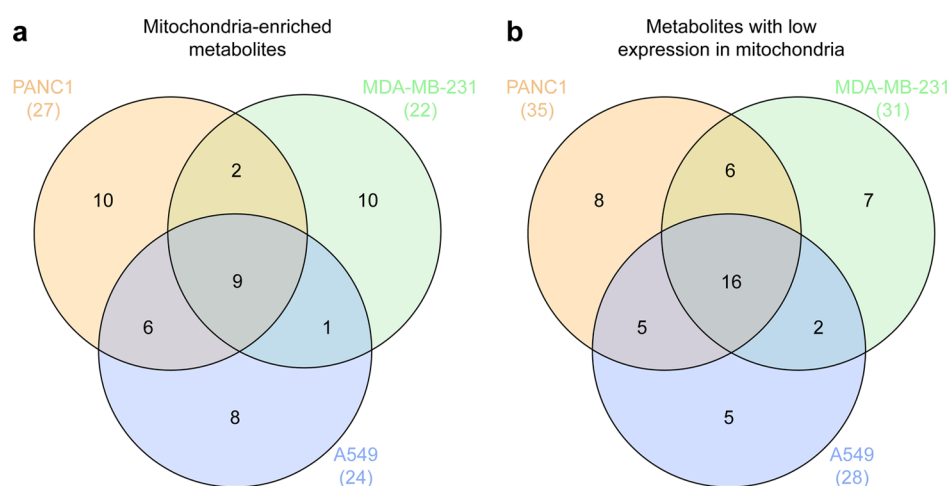 a
Mitochondria-enriched
metabolites
PANC1
(27)
MDA-MB-231
(22)
2
10
10
9
6
1
8
A549
(24)
b
Metabolites with low
expression in mitochondria
PANC1
(35)
MDA-MB-231
(31)
6
8
7
16
5
2
5
A549
(28)